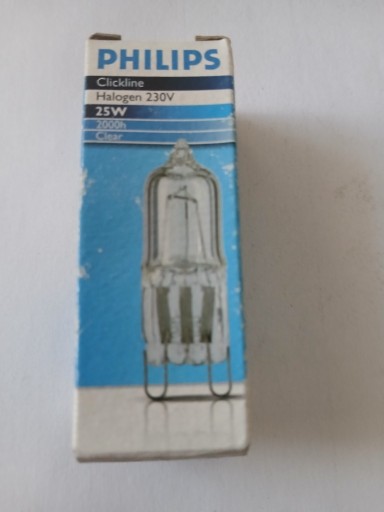 PHILIPS
Clickline
Halogen 230V
25W
2000h
Clear